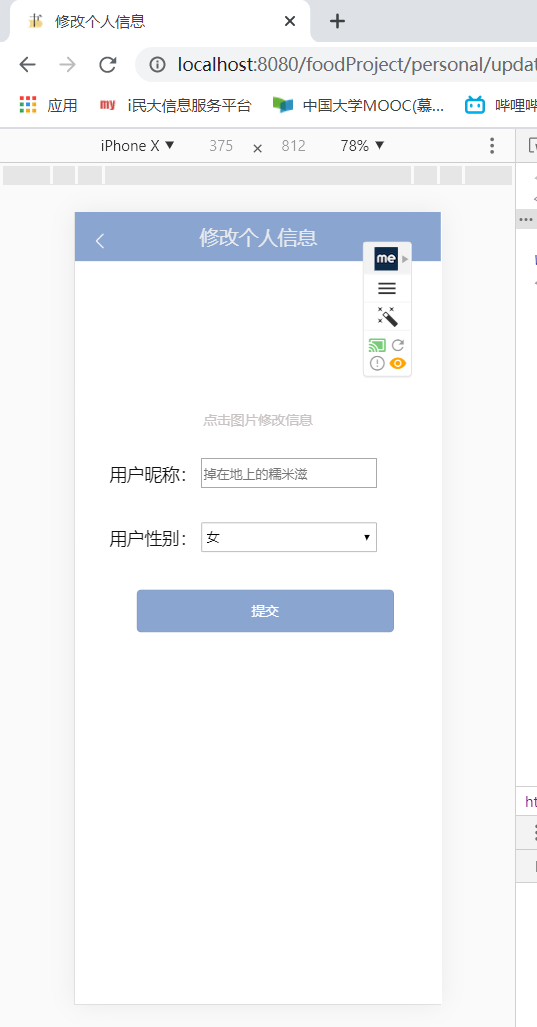 修改个人信息
localhost:8080/foodProject/personal/updat
应用
my
i民大信息服务平台
中国大学MOOC(慕...
哔哩哔
iPhone X ▼ 375 × 812 78% ▼
修改个人信息
me
点击图片修改信息
用户昵称： 掉在地上的糯米滋
用户性别： 女
提交